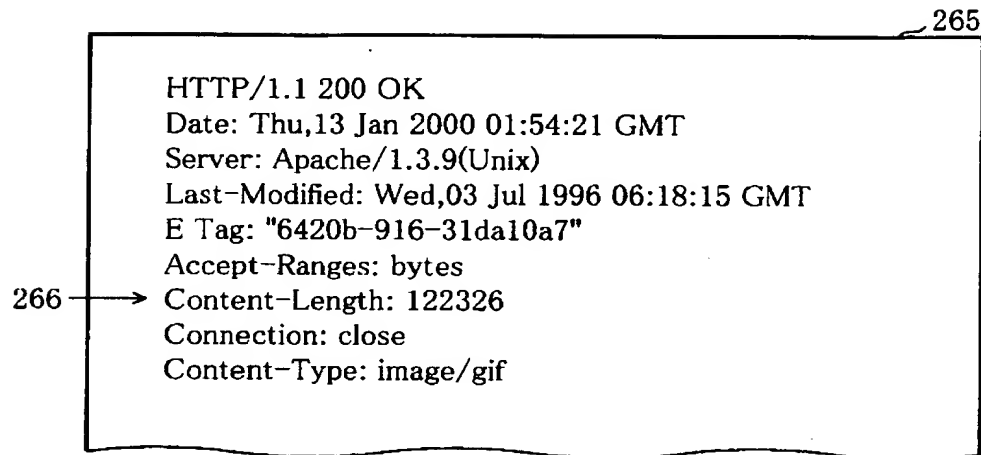 265
HTTP/1.1 200 OK
Date: Thu,13 Jan 2000 01:54:21 GMT
Server: Apache/1.3.9(Unix)
Last-Modified: Wed,03 Jul 1996 06:18:15 GMT
E Tag: "6420b-916-31da10a7"
Accept-Ranges: bytes
266 Content-Length: 122326
Connection: close
Content-Type: image/gif